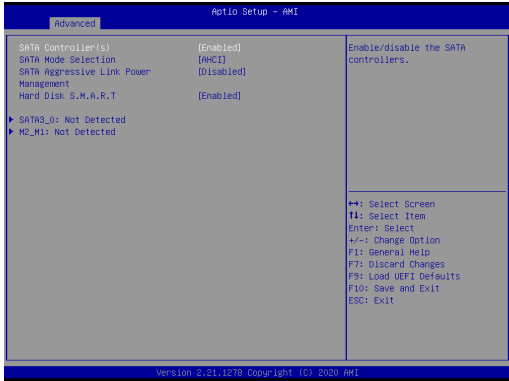 Aptio Setup - AMI
Advanced
SATA Controller(s) [Enabled]
SATA Mode Selection [AHCI]
SATA Aggressive Link Power [Disabled]
Management
Hard Disk S.M.A.R.T [Enabled]
SATA3_0: Not Detected
M2_M1: Not Detected
Enable/disable the SATA
controllers.
↔: Select Screen
↑↓: Select Item
Enter: Select
+/-: Change Option
F1: General Help
F7: Discard Changes
F9: Load UEFI Defaults
F10: Save and Exit
ESC: Exit
Version 2.21.1278 Copyright (C) 2020 AMI